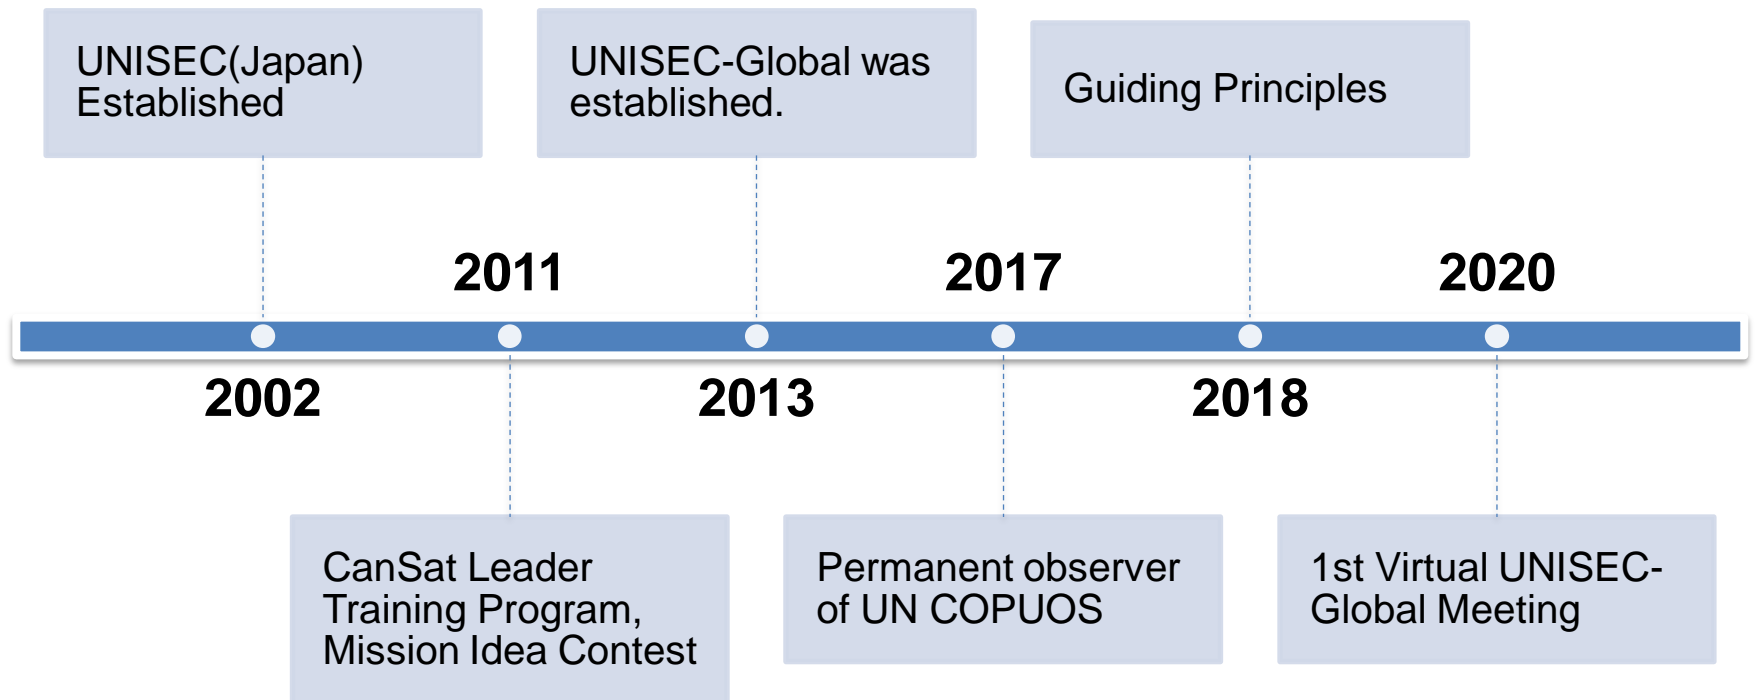 UNISEC(Japan)
Established
UNISEC-Global was
established.
Guiding Principles
2011
2017
2020
2002
2013
2018
CanSat Leader
Training Program,
Mission Idea Contest
Permanent observer
of UN COPUOS
1st Virtual UNISEC-
Global Meeting